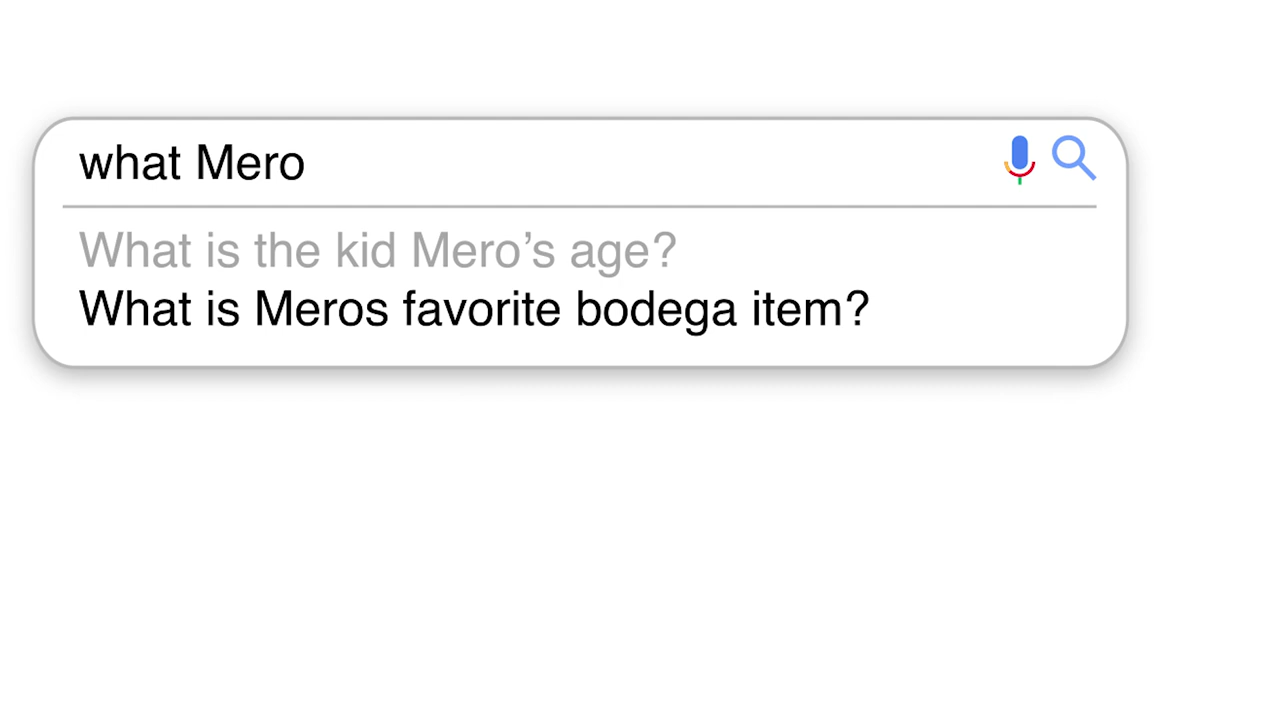 what Mero
What is the kid Mero’s age?
What is Meros favorite bodega item?